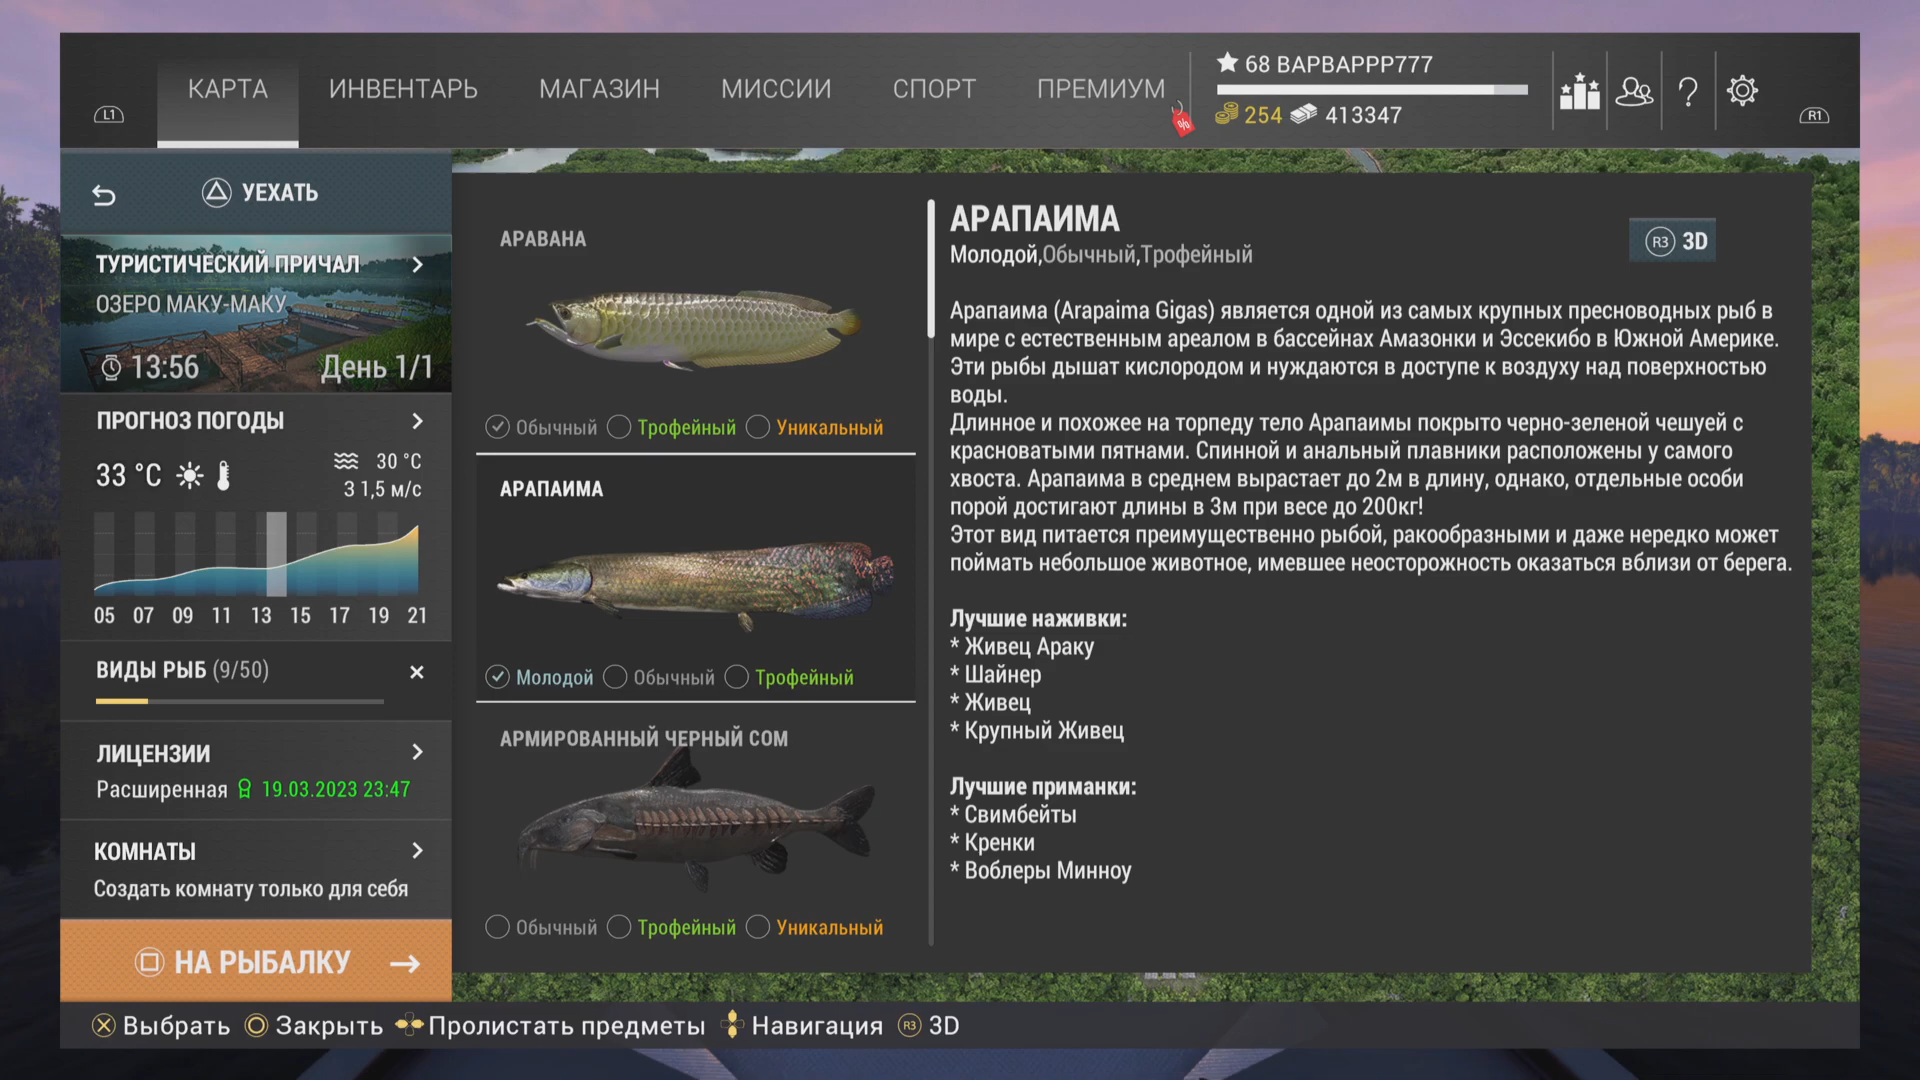 L1
КАРТА
ИНВЕНТАРЬ
МАГАЗИН
МИССИИ
СПОРТ
ПРЕМИУМ
%
68 ВАРВАРРР777
254 413347
?
R1
УЕХАТЬ
ТУРИСТИЧЕСКИЙ ПРИЧАЛ
ОЗЕРО МАКУ-МАКУ
13:56 День 1/1
ПРОГНОЗ ПОГОДЫ
33 °C 30 °C
З 1,5 м/с
05 07 09 11 13 15 17 19 21
ВИДЫ РЫБ (9/50)
ЛИЦЕНЗИИ
Расширенная 19.03.2023 23:47
КОМНАТЫ
Создать комнату только для себя
НА РЫБАЛКУ
АРАВАНА
Обычный Трофейный Уникальный
АРАПАИМА
Молодой Обычный Трофейный
АРМИРОВАННЫЙ ЧЕРНЫЙ СОМ
Обычный Трофейный Уникальный
АРАПАИМА
Молодой,Обычный,Трофейный
R3 3D
Арапаима (Arapaima Gigas) является одной из самых крупных пресноводных рыб в
мире с естественным ареалом в бассейнах Амазонки и Эссекибо в Южной Америке.
Эти рыбы дышат кислородом и нуждаются в доступе к воздуху над поверхностью
воды.
Длинное и похожее на торпеду тело Арапаимы покрыто черно-зеленой чешуей с
красноватыми пятнами. Спинной и анальный плавники расположены у самого
хвоста. Арапаима в среднем вырастает до 2м в длину, однако, отдельные особи
порой достигают длины в 3м при весе до 200кг!
Этот вид питается преимущественно рыбой, ракообразными и даже нередко может
поймать небольшое животное, имевшее неосторожность оказаться вблизи от берега.
Лучшие наживки:
* Живец Араку
* Шайнер
* Живец
* Крупный Живец
Лучшие приманки:
* Свимбейты
* Кренки
* Воблеры Минноу
Выбрать Закрыть Пролистать предметы Навигация R3 3D